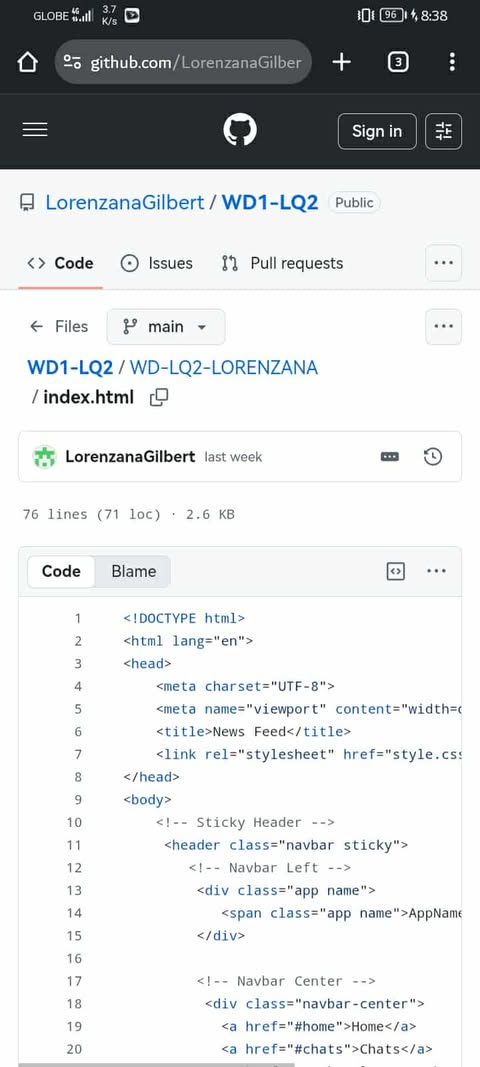 GLOBE 4G 3.7 K/s 96 8:38
github.com/LorenzanaGilber 3
Sign in
LorenzanaGilbert / WD1-LQ2 Public
Code Issues Pull requests
Files main
WD1-LQ2 / WD-LQ2-LORENZANA
/ index.html
LorenzanaGilbert last week
76 lines (71 loc) · 2.6 KB
Code Blame
1 <!DOCTYPE html>
2 <html lang="en">
3 <head>
4 <meta charset="UTF-8">
5 <meta name="viewport" content="width=
6 <title>News Feed</title>
7 <link rel="stylesheet" href="style.css
8 </head>
9 <body>
10 <!-- Sticky Header -->
11 <header class="navbar sticky">
12 <!-- Navbar Left -->
13 <div class="app name">
14 <span class="app name">AppName
15 </div>
16
17 <!-- Navbar Center -->
18 <div class="navbar-center">
19 <a href="#home">Home</a>
20 <a href="#chats">Chats</a>